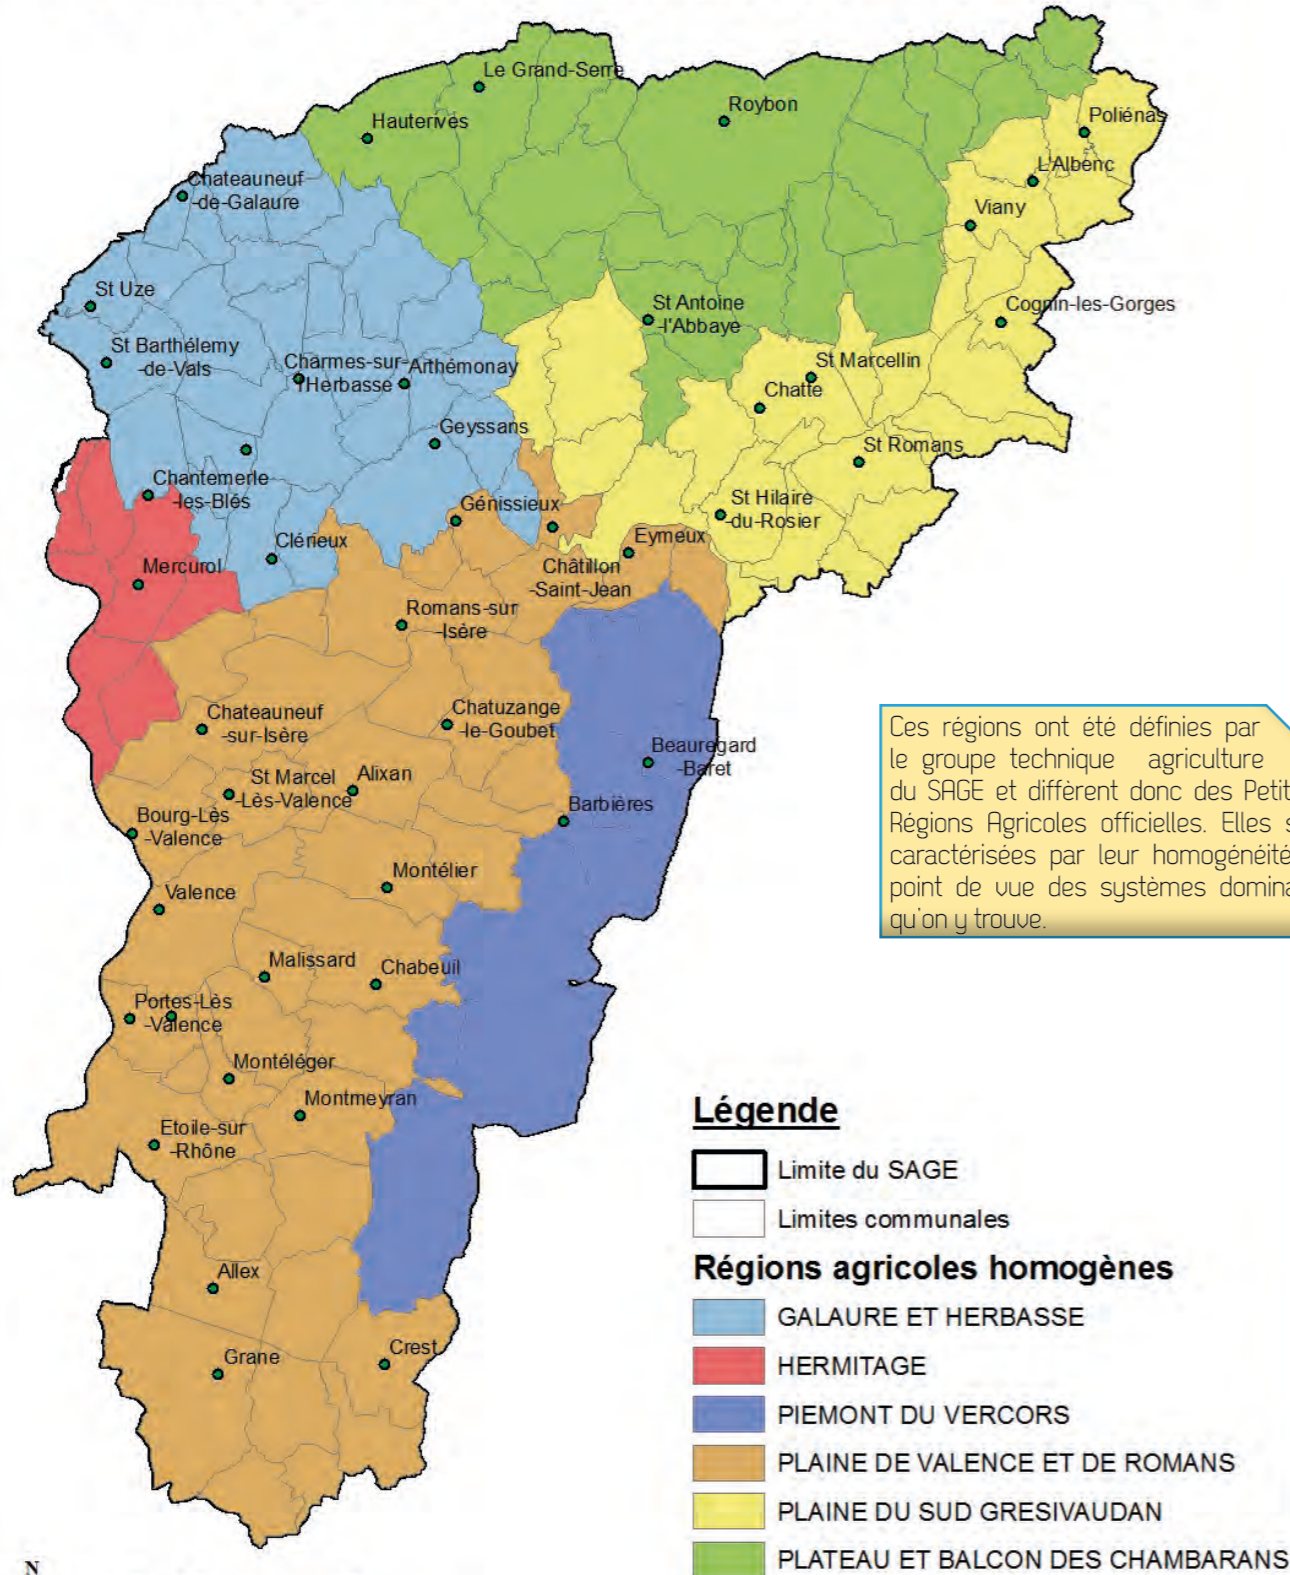 Le Grand-Serre
Roybon
Hauterives
Poliénas
L'Albenc
Chateauneuf
-de-Galaure
Viany
St Uze
St Antoine
-l'Abbaye
Cognin-les-Gorges
St Barthélemy
-de-Vals
Charmes-sur-
l'Herbasse
Arthémonay
St Marcellin
Chatte
Geyssans
St Romans
Chantemerle
-les-Blés
Génissieux
St Hilaire
-du-Rosier
Clérieux
Eymeux
Mercurol
Châtillon
-Saint-Jean
Romans-sur
-Isère
Chateauneuf
-sur-Isère
Chatuzange
-le-Goubet
Beauregard
-Baret
St Marcel
-Lès-Valence
Alixan
Bourg-Lès
-Valence
Barbières
Montélier
Valence
Malissard
Chabeuil
Portes-Lès
-Valence
Montéléger
Montmeyran
Etoile-sur
-Rhône
Allex
Grane
Crest
Ces régions ont été définies par
le groupe technique agriculture
du SAGE et diffèrent donc des Petit
Régions Agricoles officielles. Elles s
caractérisées par leur homogénéité
point de vue des systèmes domina
qu'on y trouve.
Légende
Limite du SAGE
Limites communales
Régions agricoles homogènes
GALAURE ET HERBASSE
HERMITAGE
PIEMONT DU VERCORS
PLAINE DE VALENCE ET DE ROMANS
PLAINE DU SUD GRESIVAUDAN
PLATEAU ET BALCON DES CHAMBARANS
N